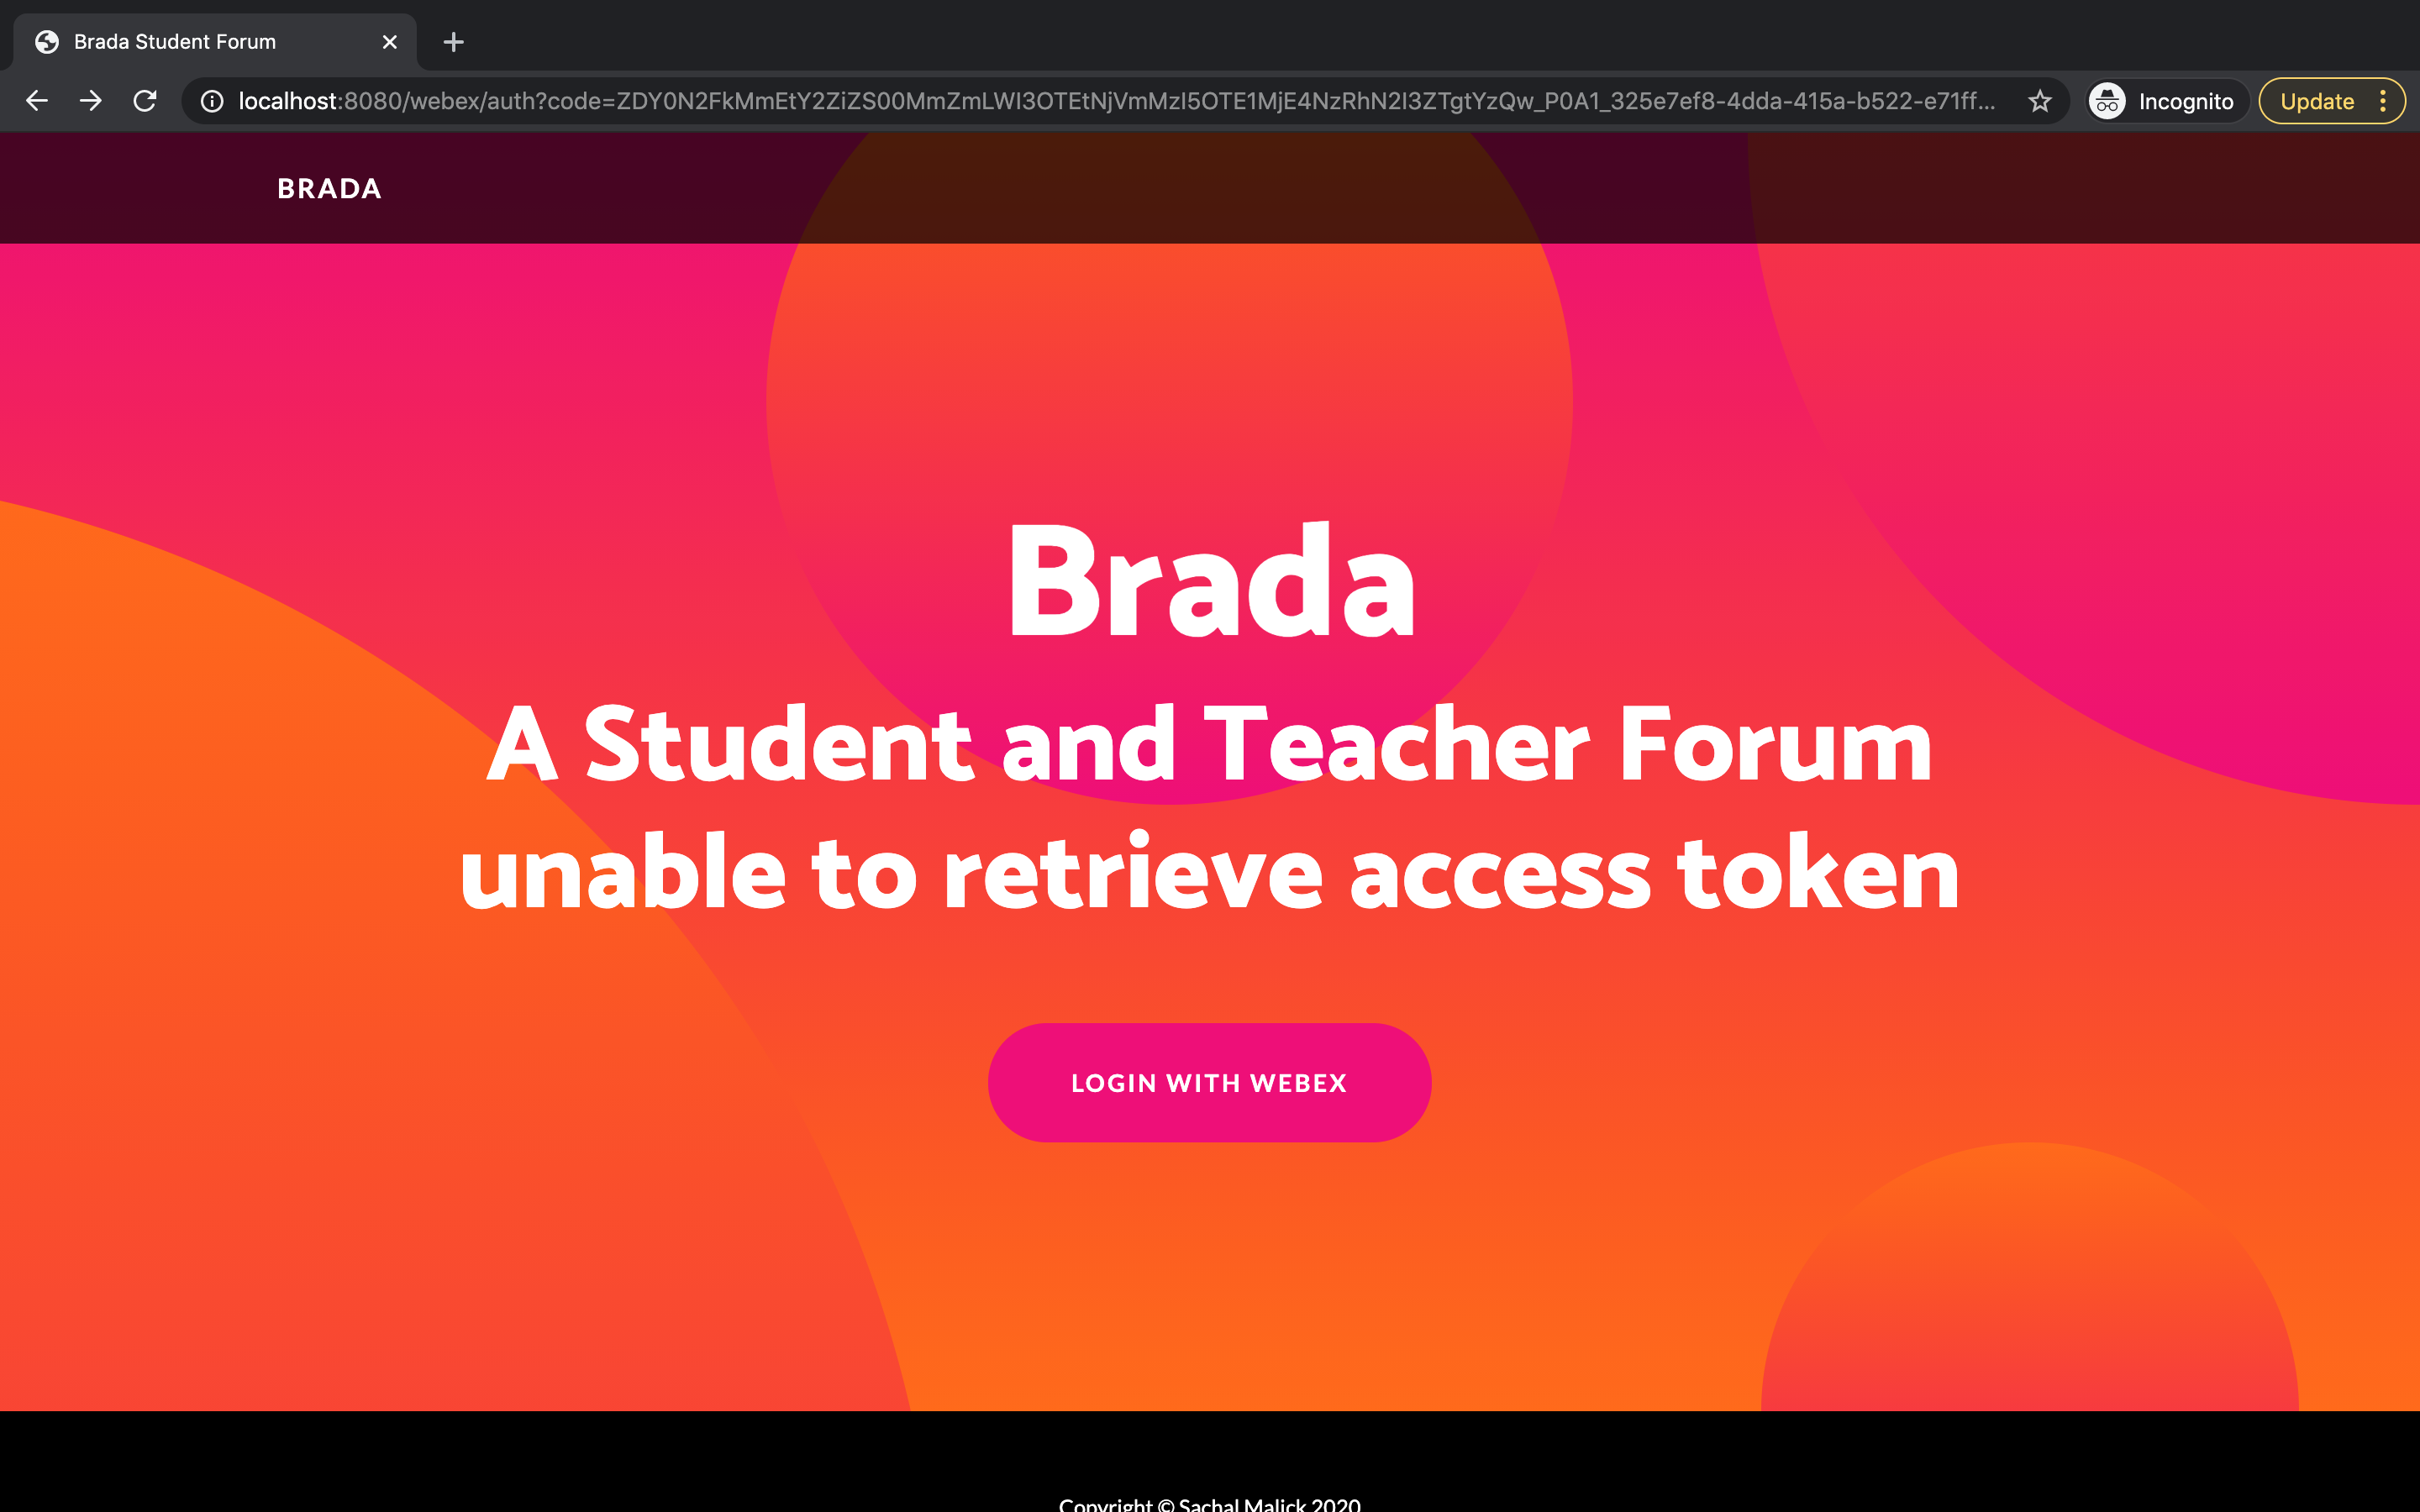 Brada Student Forum
localhost:8080/webex/auth?code=ZDY0N2FkMmEtY2ZiZS00MmZmLWI3OTEtNjVmMzI5OTE1MjE4NzRhN2I3ZTgtYzQw_P0A1_325e7ef8-4dda-415a-b522-e71ff...
Incognito
Update
BRADA
Brada
A Student and Teacher Forum
unable to retrieve access token
LOGIN WITH WEBEX
Copyright © Sachal Malick 2020